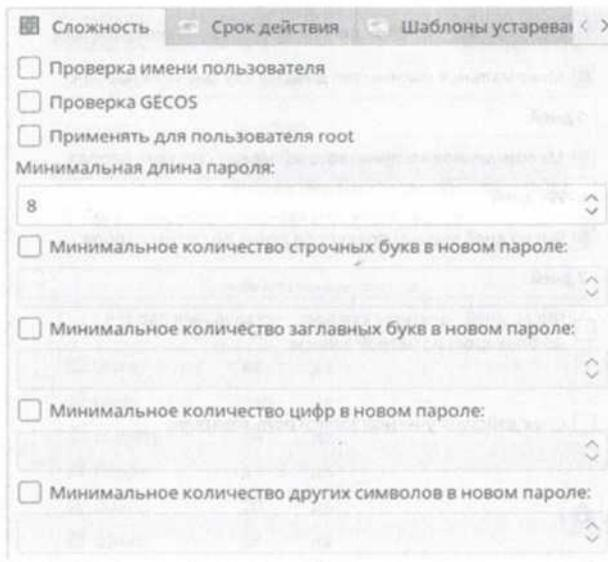 Сложность Срок действия Шаблоны устареван
Проверка имени пользователя
Проверка GECOS
Применять для пользователя root
Минимальная длина пароля:
8
Минимальное количество строчных букв в новом пароле:
Минимальное количество заглавных букв в новом пароле:
Минимальное количество цифр в новом пароле:
Минимальное количество других символов в новом пароле: